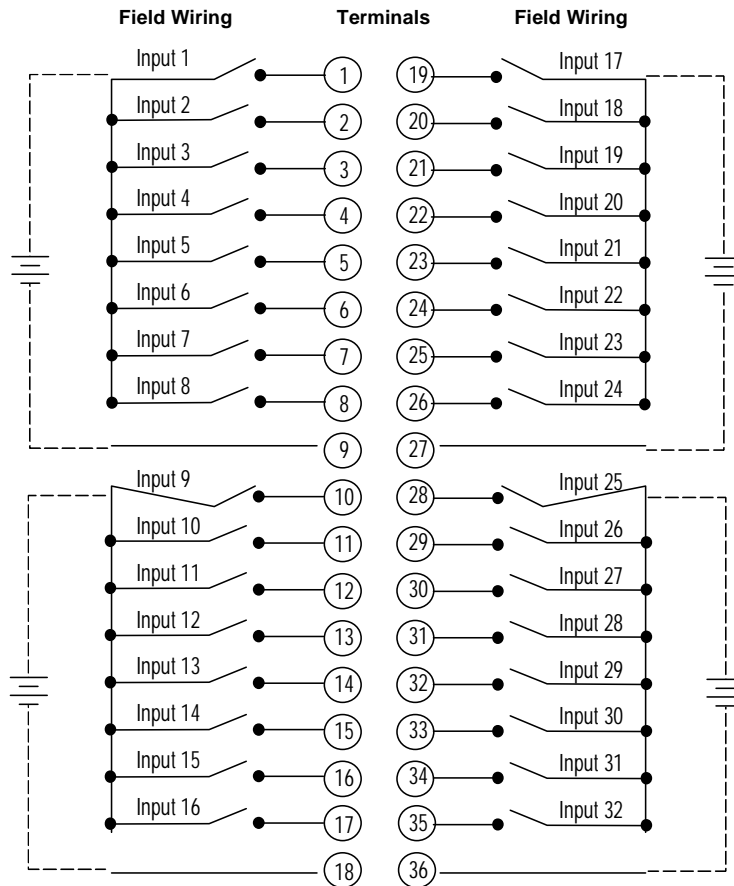 Field Wiring Terminals Field Wiring
Input 1 1 19 Input 17
Input 2 2 20 Input 18
Input 3 3 21 Input 19
Input 4 4 22 Input 20
Input 5 5 23 Input 21
Input 6 6 24 Input 22
Input 7 7 25 Input 23
Input 8 8 26 Input 24
9 27
Input 9 10 28 Input 25
Input 10 11 29 Input 26
Input 11 12 30 Input 27
Input 12 13 31 Input 28
Input 13 14 32 Input 29
Input 14 15 33 Input 30
Input 15 16 34 Input 31
Input 16 17 35 Input 32
18 36